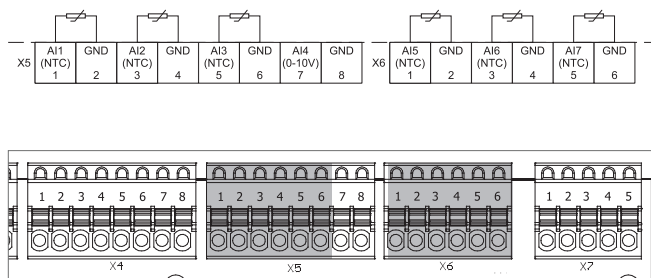 X5 AI1 (NTC) 1 GND 2 AI2 (NTC) 3 GND 4 AI3 (NTC) 5 GND 6 AI4 (0-10V) 7 GND 8
X6 AI5 (NTC) 1 GND 2 AI6 (NTC) 3 GND 4 AI7 (NTC) 5 GND 6
1 2 3 4 5 6 7 8
1 2 3 4 5 6 7 8
1 2 3 4 5 6
1 2 3 4 5
X4
X5
X6
X7